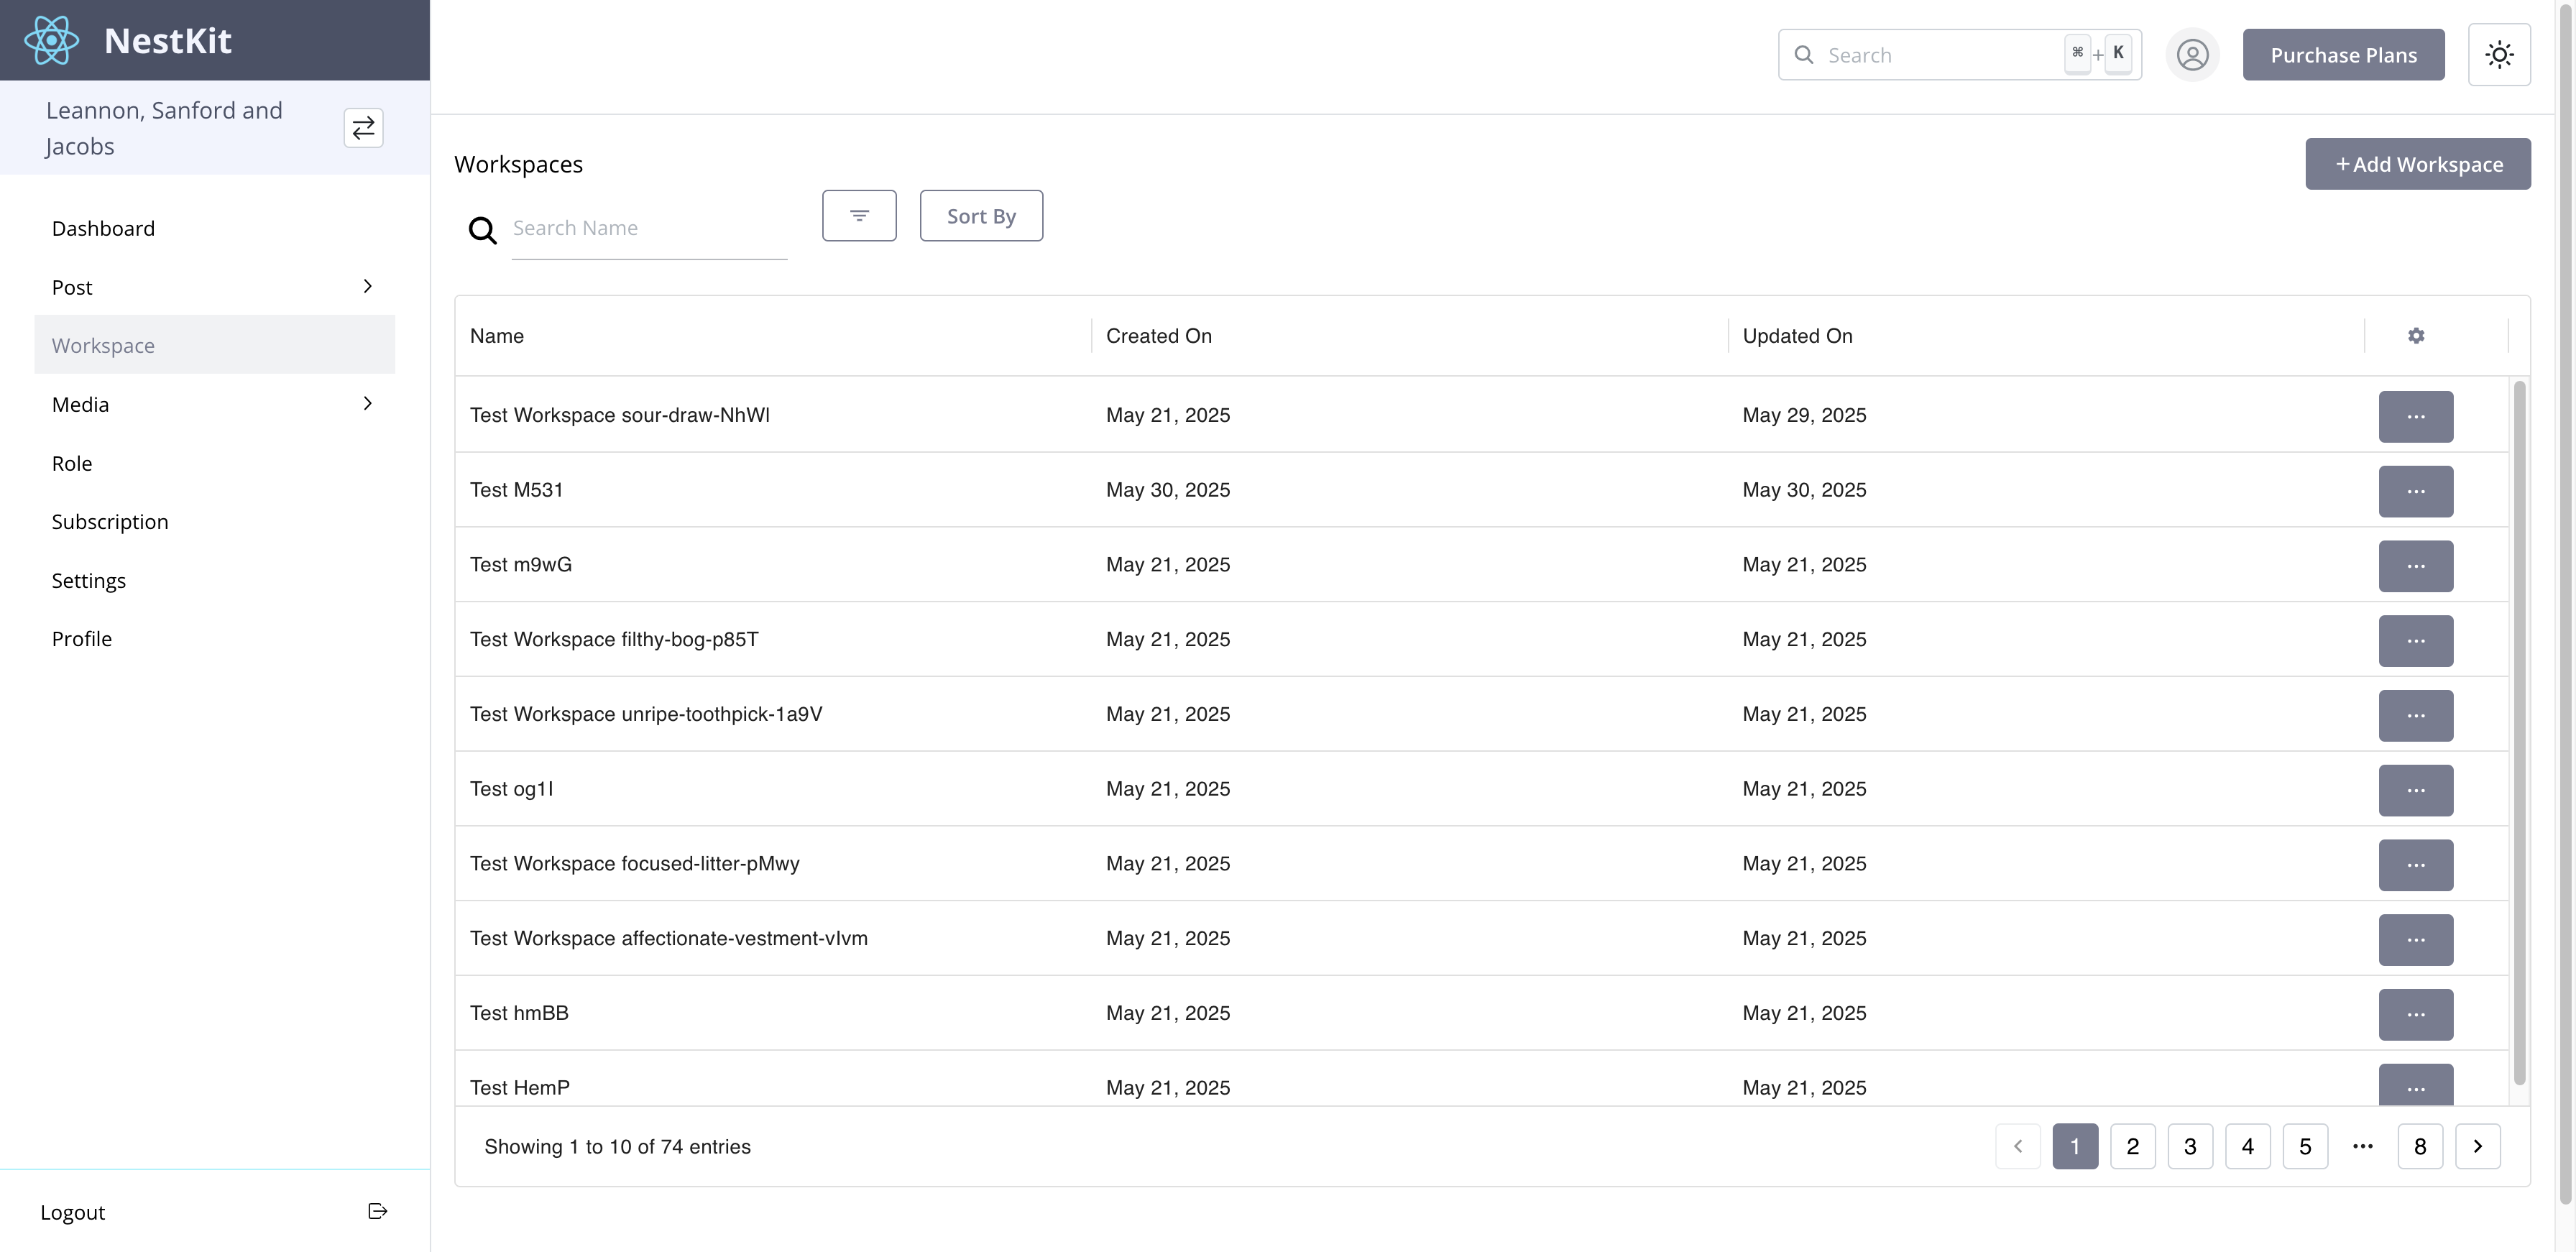 NestKit
Search
⌘ + K
Purchase Plans
Leannon, Sanford and
Jacobs
Dashboard
Post
Workspace
Media
Role
Subscription
Settings
Profile
Logout
Workspaces
+ Add Workspace
Search Name
Sort By
Name Created On Updated On
Test Workspace sour-draw-NhWl May 21, 2025 May 29, 2025 ...
Test M531 May 30, 2025 May 30, 2025 ...
Test m9wG May 21, 2025 May 21, 2025 ...
Test Workspace filthy-bog-p85T May 21, 2025 May 21, 2025 ...
Test Workspace unripe-toothpick-1a9V May 21, 2025 May 21, 2025 ...
Test og1I May 21, 2025 May 21, 2025 ...
Test Workspace focused-litter-pMwy May 21, 2025 May 21, 2025 ...
Test Workspace affectionate-vestment-vIvm May 21, 2025 May 21, 2025 ...
Test hmBB May 21, 2025 May 21, 2025 ...
Test HemP May 21, 2025 May 21, 2025 ...
Showing 1 to 10 of 74 entries
1 2 3 4 5 ... 8